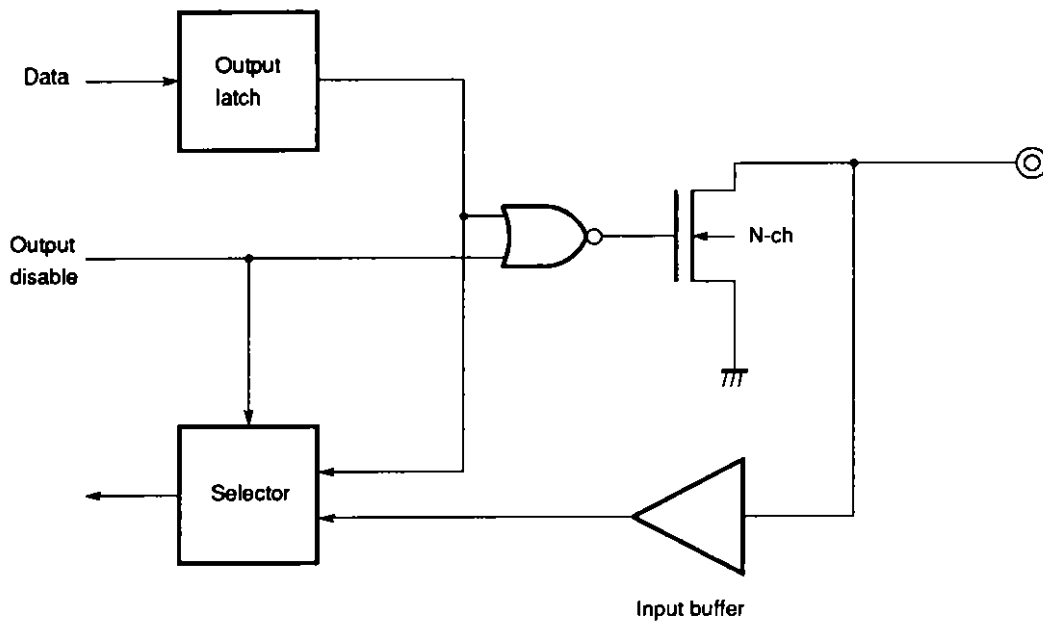 Data
Output
latch
Output
disable
N-ch
Selector
Input buffer